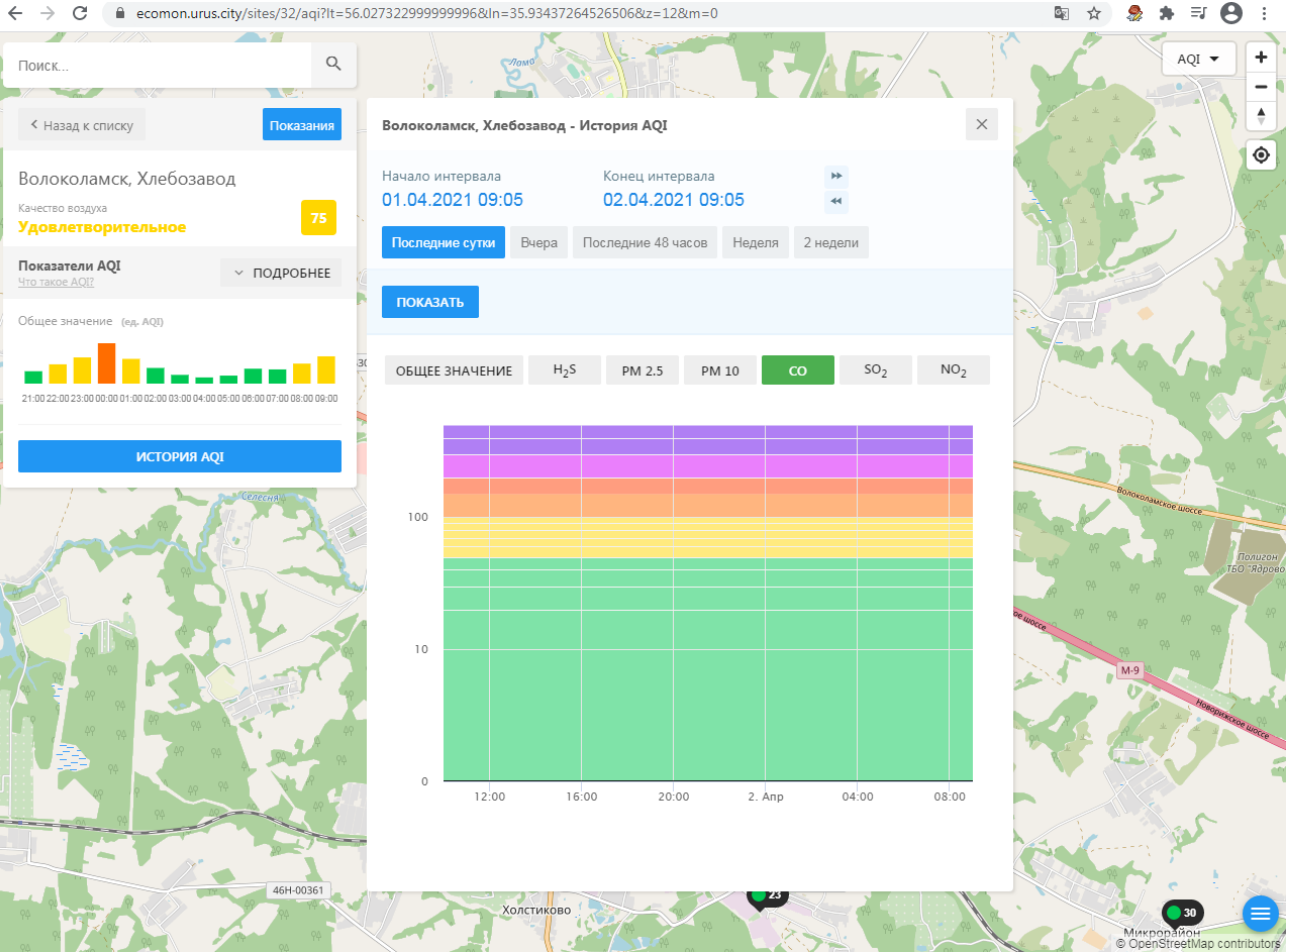 ecomon.urus.city/sites/32/aqi?lt=56.027322999999996&ln=35.93437264526506&z=12&m=0
Поиск...
Лама
AQI
Назад к списку
Показания
Волоколамск, Хлебозавод
Качество воздуха
Удовлетворительное
75
Показатели AQI
Что такое AQI?
ПОДРОБНЕЕ
Общее значение (ед. AQI)
21:00 22:00 23:00 00:00 01:00 02:00 03:00 04:00 05:00 06:00 07:00 08:00 09:00
ИСТОРИЯ AQI
Волоколамск, Хлебозавод - История AQI
Начало интервала
Конец интервала
01.04.2021 09:05
02.04.2021 09:05
Последние сутки
Вчера
Последние 48 часов
Неделя
2 недели
ПОКАЗАТЬ
ОБЩЕЕ ЗНАЧЕНИЕ
H2S
PM 2.5
PM 10
CO
SO2
NO2
100
10
0
12:00
16:00
20:00
2. Апр
04:00
08:00
Селесня
Волоколамское шоссе
Полигон
ТБО "Ядрово
М-9
Новорижское шоссе
46Н-00361
Холстиково
23
30
Микрорайон
© OpenStreetMap contributors